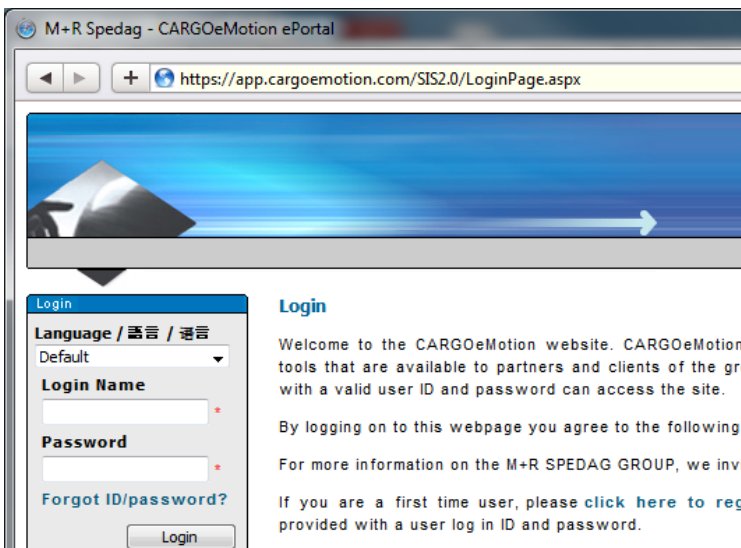 M+R Spedag - CARGOeMotion ePortal
https://app.cargoemotion.com/SIS2.0/LoginPage.aspx
Login
Language / 語言 / 语言
Default
Login Name
*
Password
*
Forgot ID/password?
Login
Login
Welcome to the CARGOeMotion website. CARGOeMotion
tools that are available to partners and clients of the gr
with a valid user ID and password can access the site.
By logging on to this webpage you agree to the following
For more information on the M+R SPEDAG GROUP, we inv
If you are a first time user, please click here to reg
provided with a user log in ID and password.